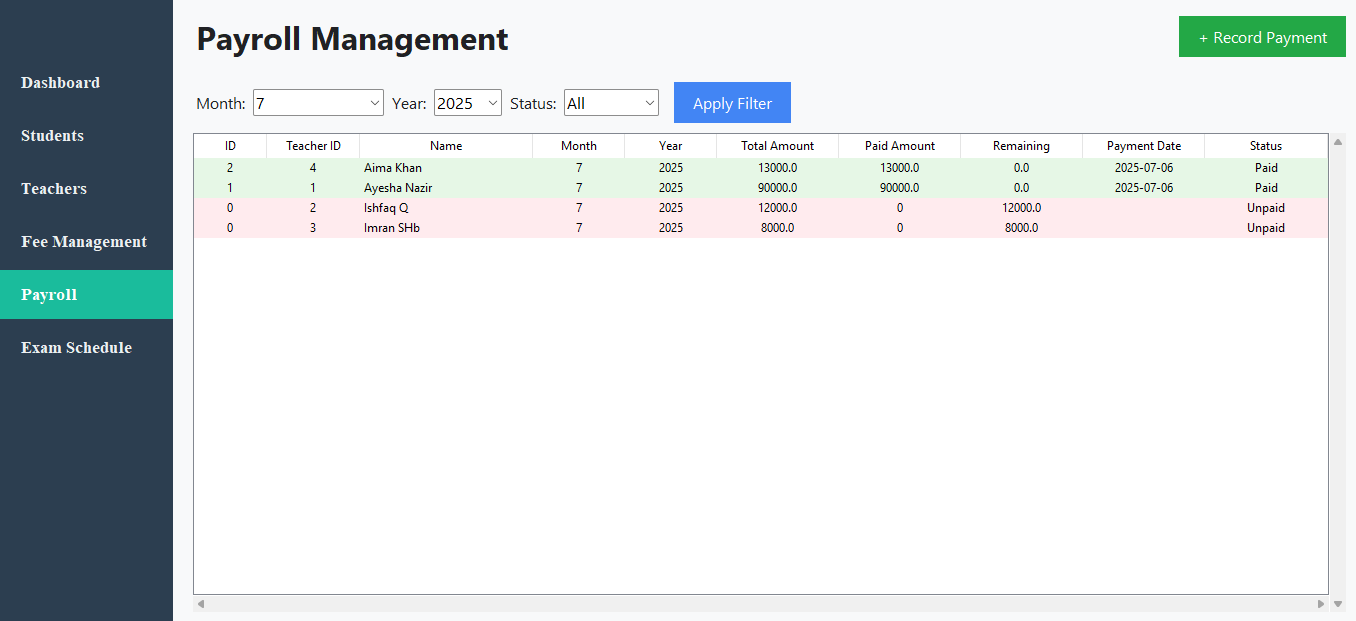 Dashboard
Students
Teachers
Fee Management
Payroll
Exam Schedule
Payroll Management
+ Record Payment
Month: 7 Year: 2025 Status: All Apply Filter
ID Teacher ID Name Month Year Total Amount Paid Amount Remaining Payment Date Status
2 4 Aima Khan 7 2025 13000.0 13000.0 0.0 2025-07-06 Paid
1 1 Ayesha Nazir 7 2025 90000.0 90000.0 0.0 2025-07-06 Paid
0 2 Ishfaq Q 7 2025 12000.0 0 12000.0 Unpaid
0 3 Imran SHb 7 2025 8000.0 0 8000.0 Unpaid